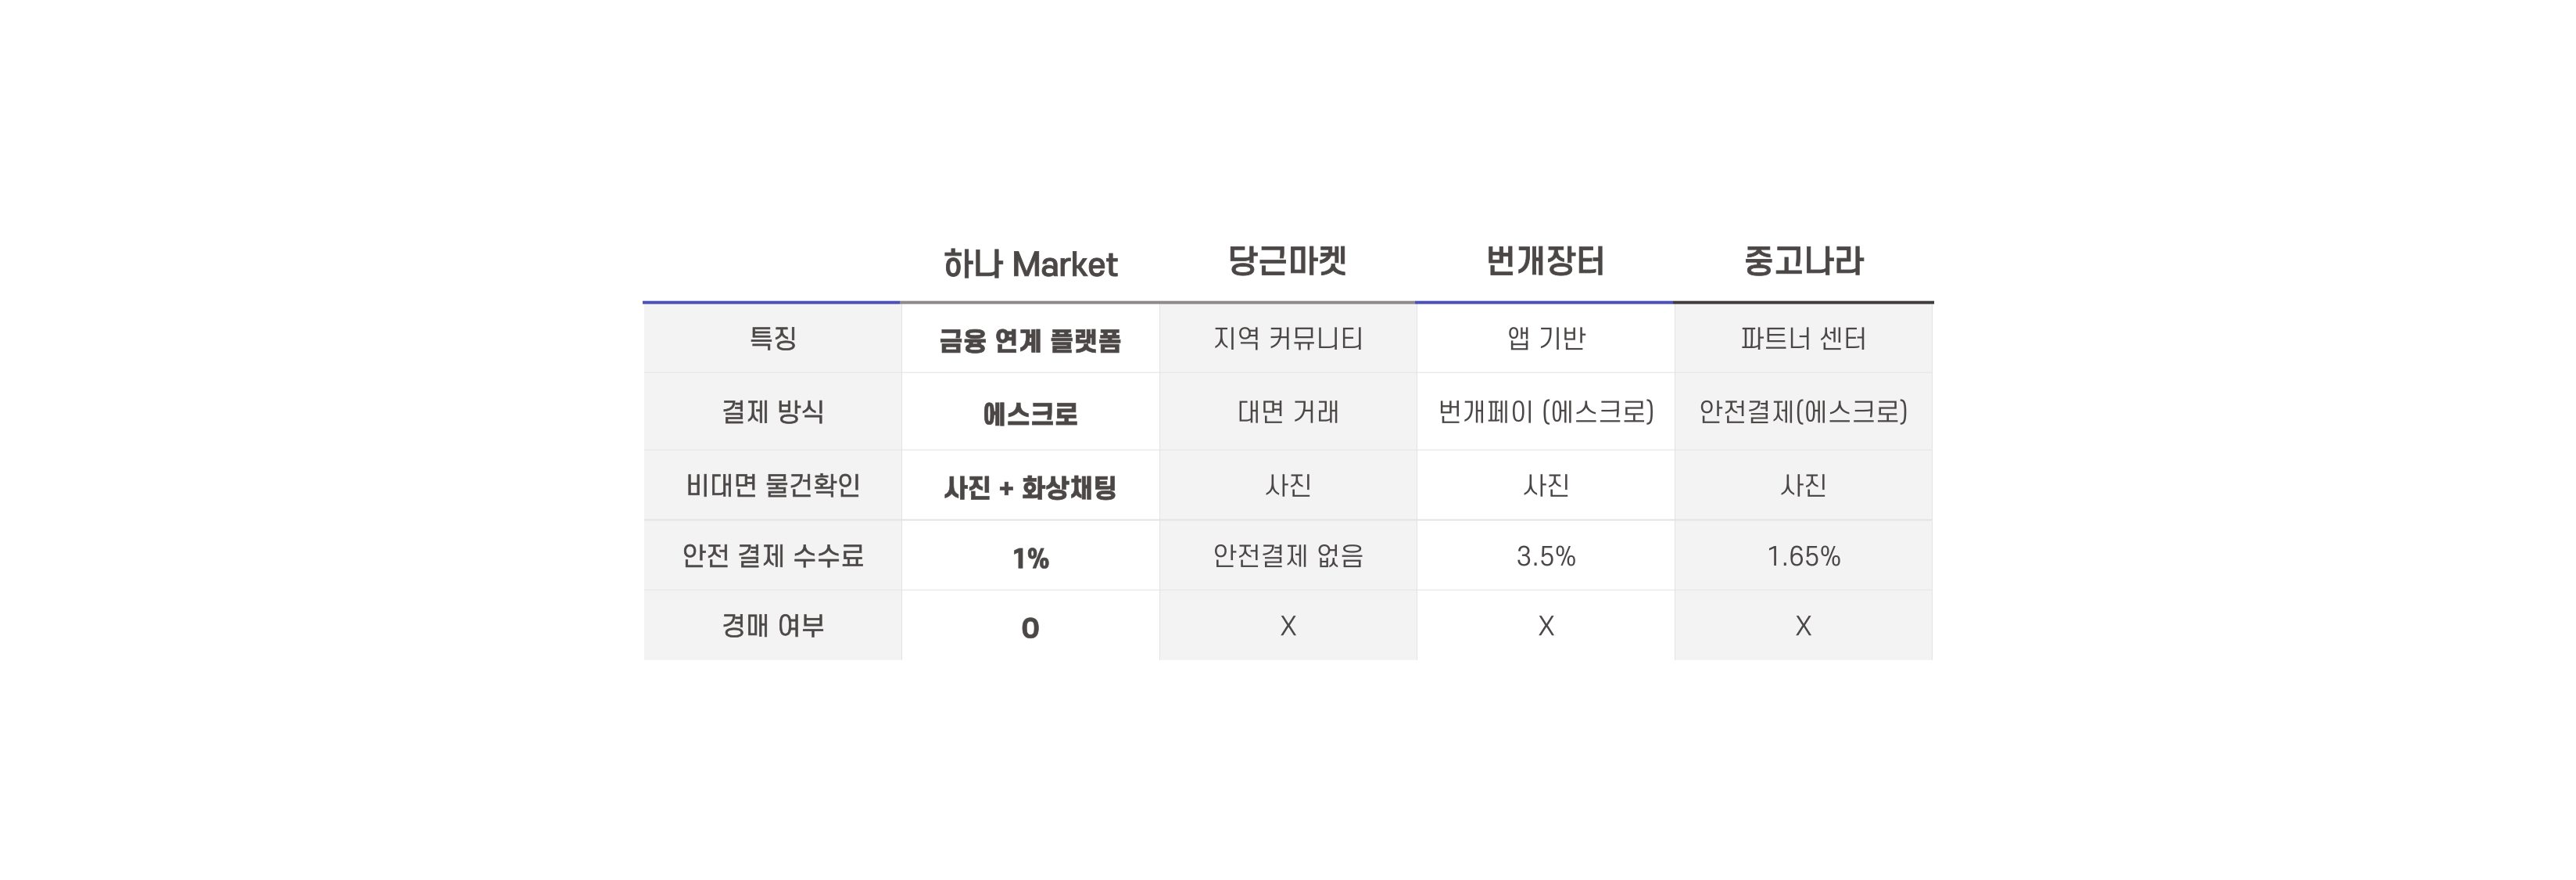 하나 Market 당근마켓 번개장터 중고나라
특징 금융 연계 플랫폼 지역 커뮤니티 앱 기반 파트너 센터
결제 방식 에스크로 대면 거래 번개페이 (에스크로) 안전결제(에스크로)
비대면 물건확인 사진 + 화상채팅 사진 사진 사진
안전 결제 수수료 1% 안전결제 없음 3.5% 1.65%
경매 여부 O X X X